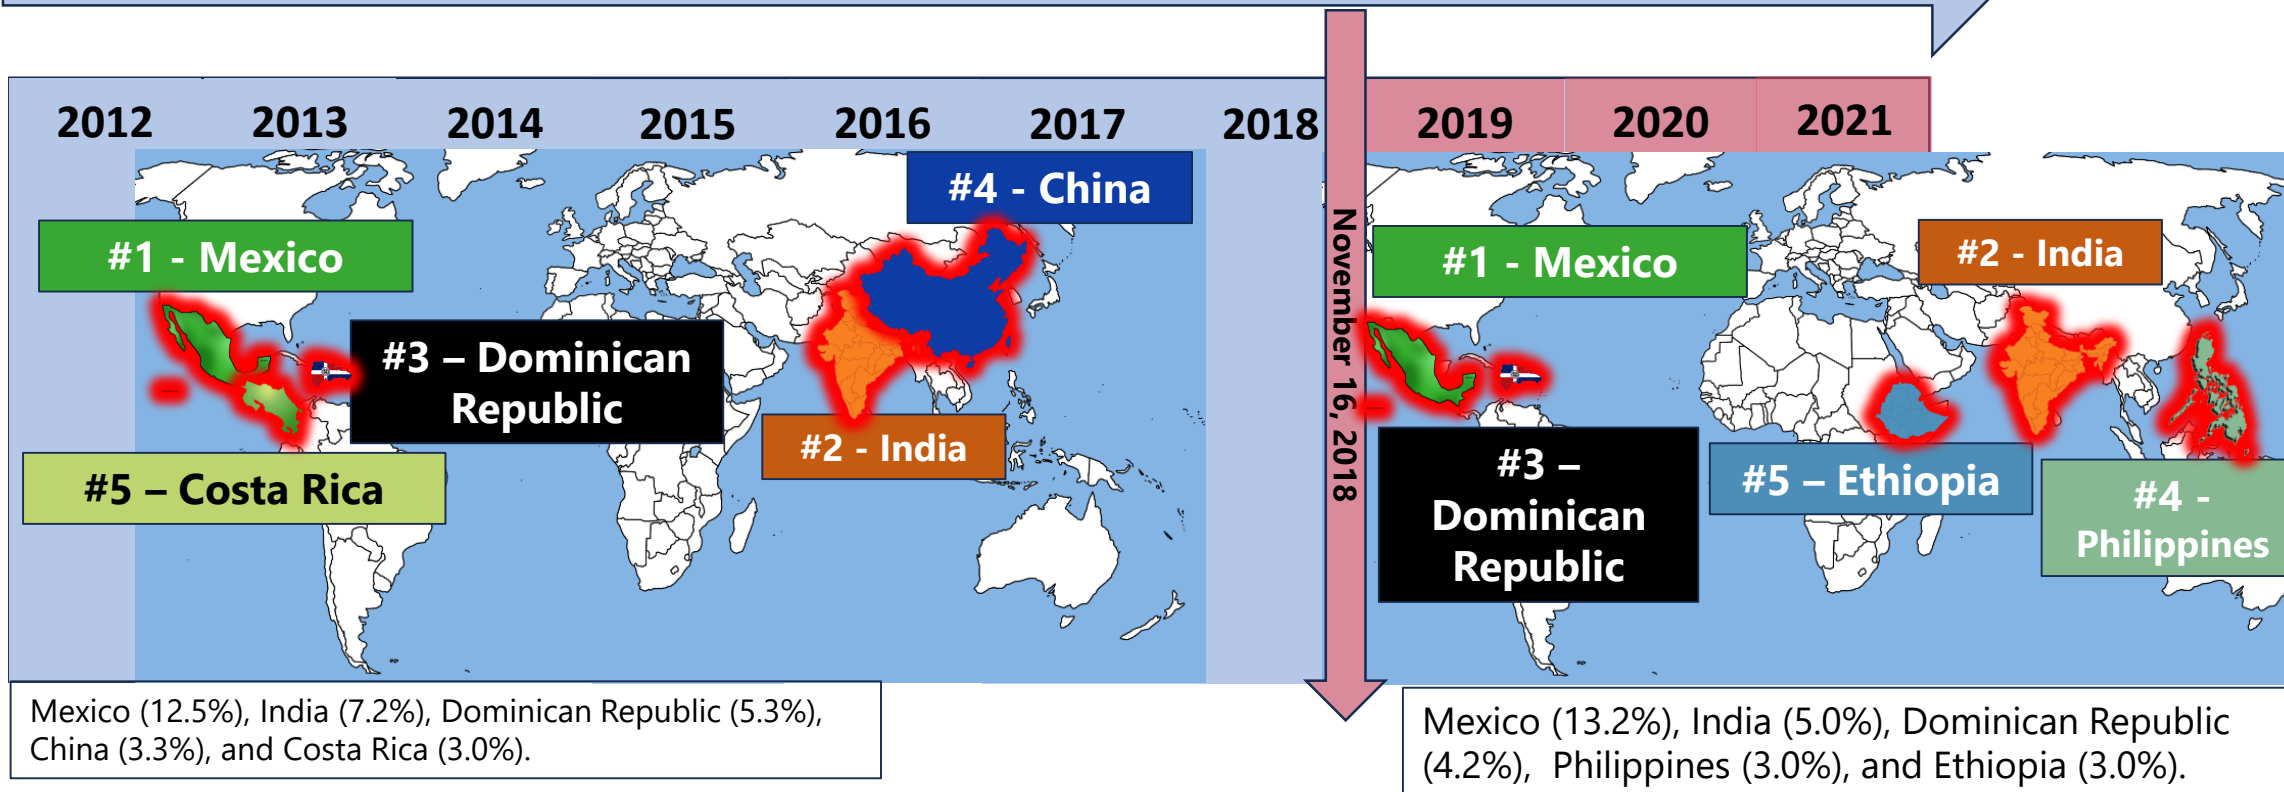 2012 2013 2014 2015 2016 2017 2018 2019 2020 2021
#4 - China
#1 - Mexico
#3 – Dominican
Republic
#2 - India
#5 – Costa Rica
Mexico (12.5%), India (7.2%), Dominican Republic (5.3%),
China (3.3%), and Costa Rica (3.0%).
November 16, 2018
#1 - Mexico
#2 - India
#3 –
Dominican
Republic
#5 – Ethiopia
#4 -
Philippines
Mexico (13.2%), India (5.0%), Dominican Republic
(4.2%),  Philippines (3.0%), and Ethiopia (3.0%).